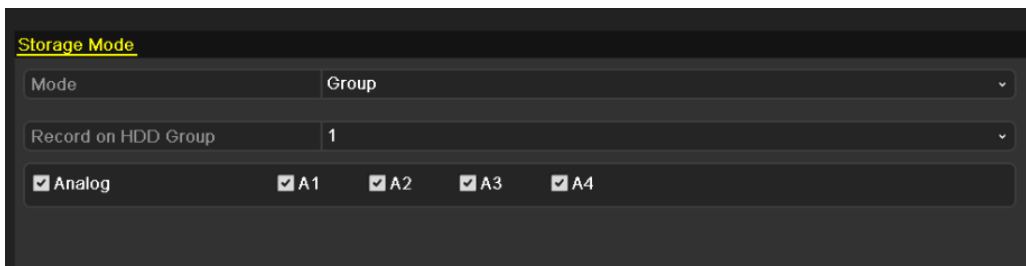 Storage Mode
Mode Group
Record on HDD Group 1
Analog A1 A2 A3 A4